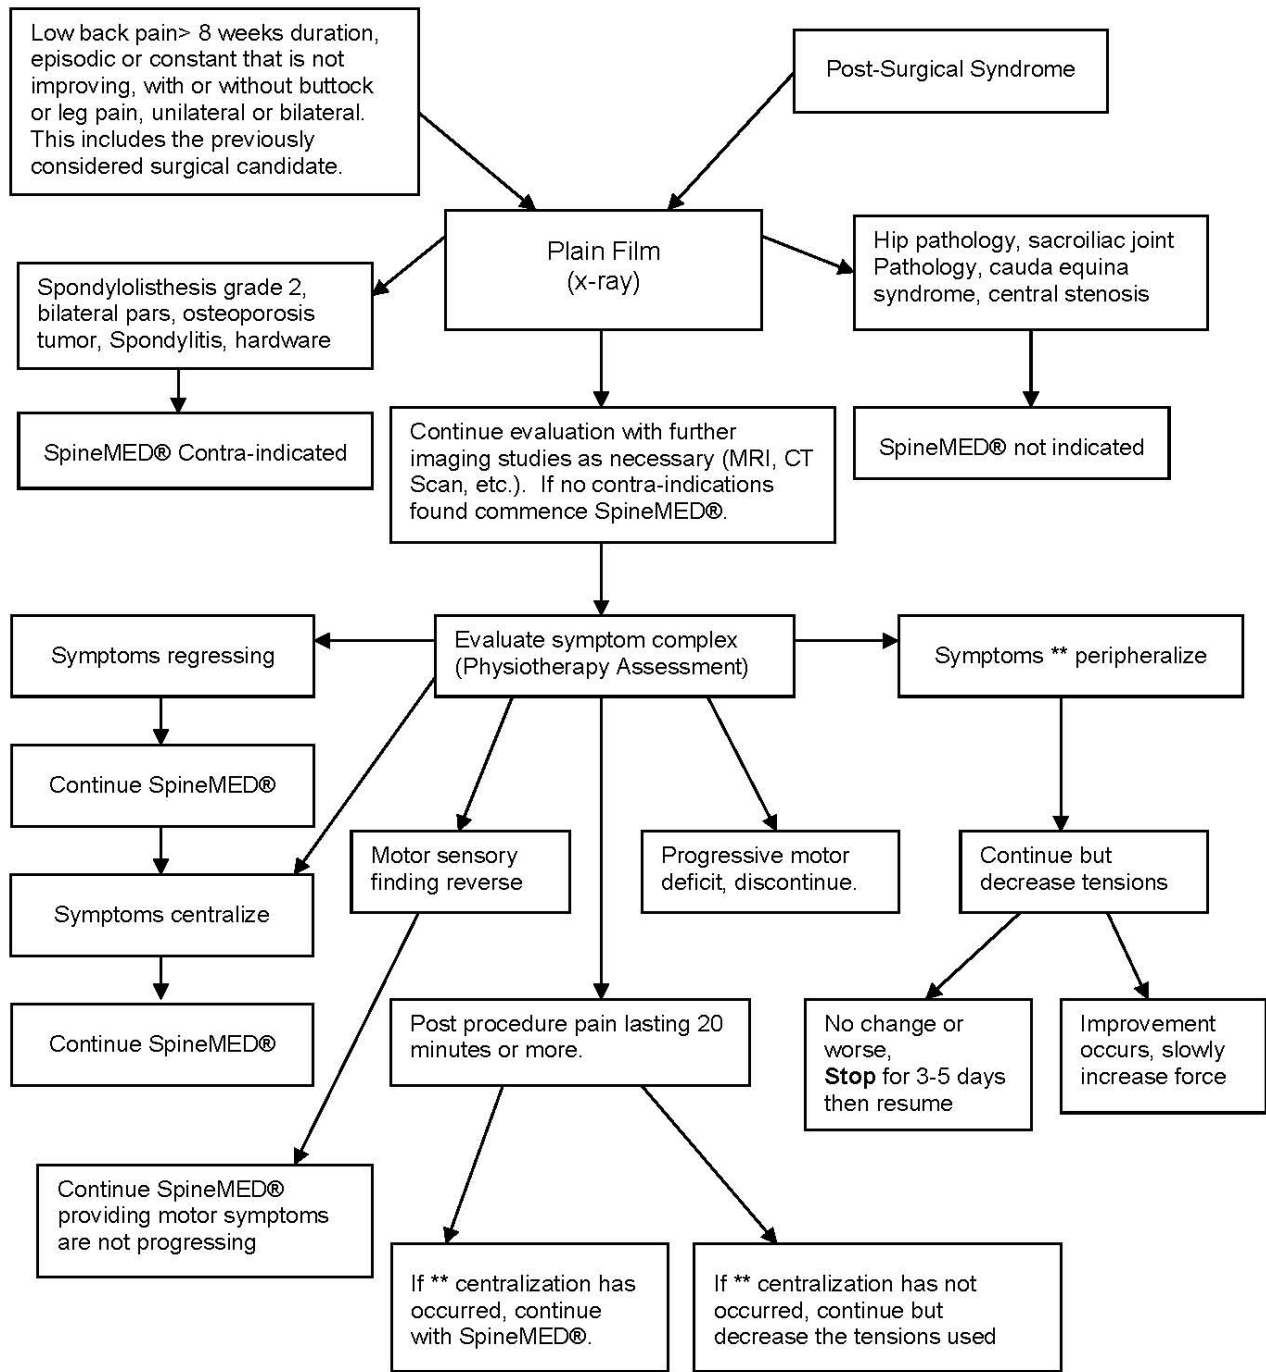 Low back pain> 8 weeks duration,
episodic or constant that is not
improving, with or without buttock
or leg pain, unilateral or bilateral.
This includes the previously
considered surgical candidate.
Post-Surgical Syndrome
Plain Film
(x-ray)
Spondylolisthesis grade 2,
bilateral pars, osteoporosis
tumor, Spondylitis, hardware
Hip pathology, sacroiliac joint
Pathology, cauda equina
syndrome, central stenosis
SpineMED® Contra-indicated
Continue evaluation with further
imaging studies as necessary (MRI, CT
Scan, etc.).  If no contra-indications
found commence SpineMED®.
SpineMED® not indicated
Symptoms regressing
Evaluate symptom complex
(Physiotherapy Assessment)
Symptoms ** peripheralize
Continue SpineMED®
Symptoms centralize
Motor sensory
finding reverse
Progressive motor
deficit, discontinue.
Continue but
decrease tensions
Continue SpineMED®
Post procedure pain lasting 20
minutes or more.
No change or
worse,
Stop for 3-5 days
then resume
Improvement
occurs, slowly
increase force
Continue SpineMED®
providing motor symptoms
are not progressing
If ** centralization has
occurred, continue
with SpineMED®.
If ** centralization has not
occurred, continue but
decrease the tensions used